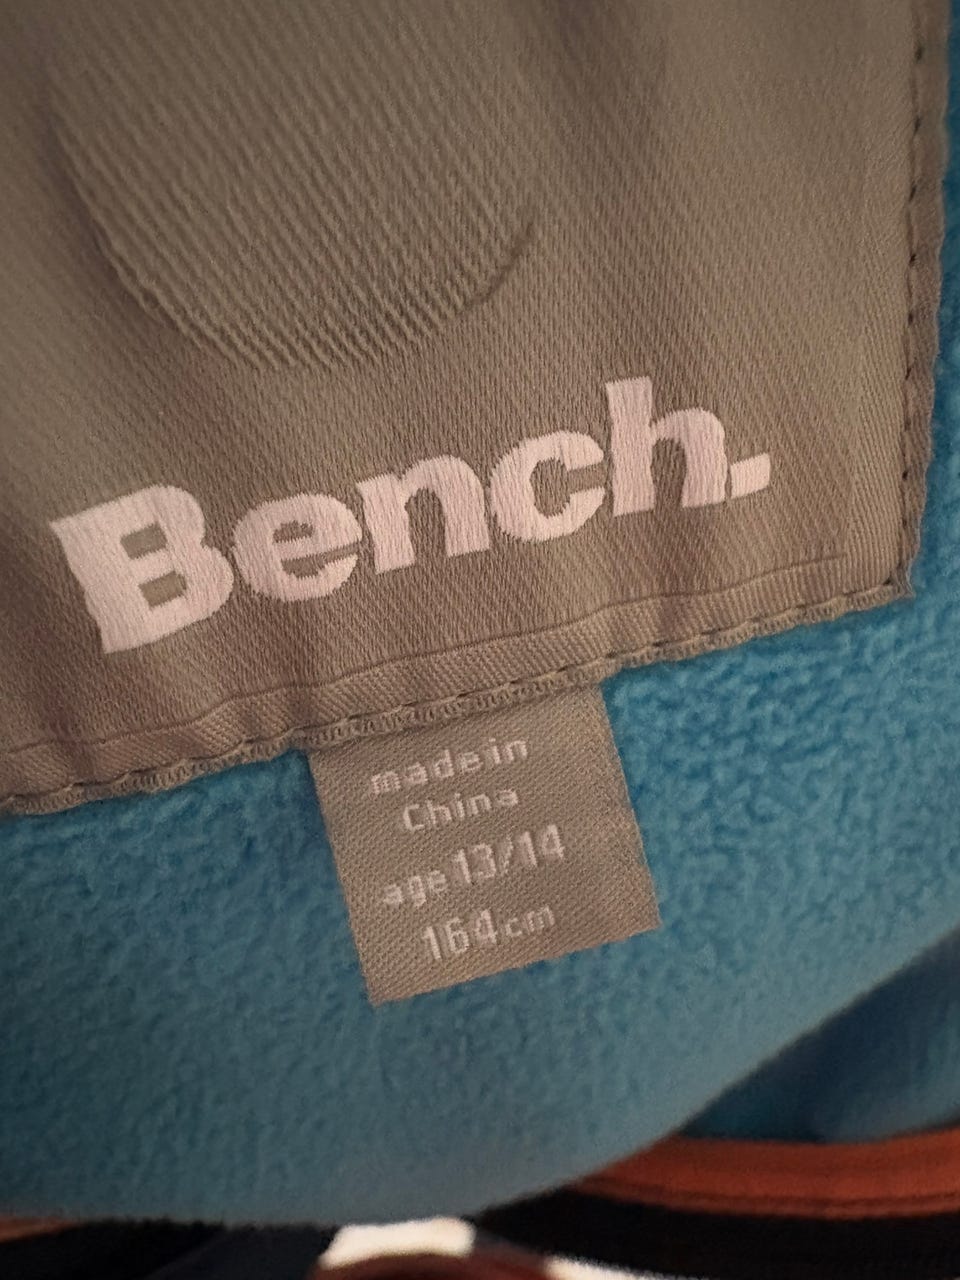 Bench.
made in
China
age 13/14
164cm